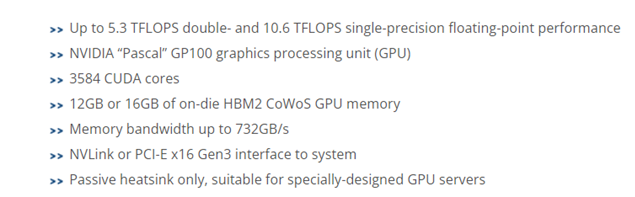 >> Up to 5.3 TFLOPS double- and 10.6 TFLOPS single-precision floating-point performance
>> NVIDIA “Pascal” GP100 graphics processing unit (GPU)
>> 3584 CUDA cores
>> 12GB or 16GB of on-die HBM2 CoWoS GPU memory
>> Memory bandwidth up to 732GB/s
>> NVLink or PCI-E x16 Gen3 interface to system
>> Passive heatsink only, suitable for specially-designed GPU servers